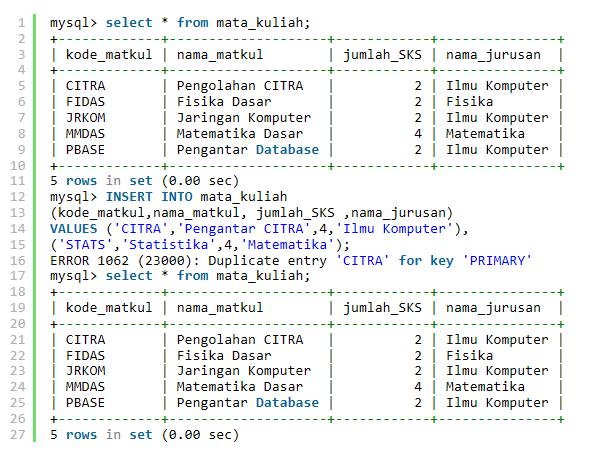 1 mysql> select * from mata_kuliah;
2 +-------------+--------------------+------------+---------------+
3 | kode_matkul | nama_matkul | jumlah_SKS | nama_jurusan |
4 +-------------+--------------------+------------+---------------+
5 | CITRA | Pengolahan CITRA | 2 | Ilmu Komputer |
6 | FIDAS | Fisika Dasar | 2 | Fisika |
7 | JRKOM | Jaringan Komputer | 2 | Ilmu Komputer |
8 | MMDAS | Matematika Dasar | 4 | Matematika |
9 | PBASE | Pengantar Database | 2 | Ilmu Komputer |
10 +-------------+--------------------+------------+---------------+
11 5 rows in set (0.00 sec)
12 mysql> INSERT INTO mata_kuliah
13 (kode_matkul,nama_matkul, jumlah_SKS ,nama_jurusan)
14 VALUES ('CITRA','Pengantar CITRA',4,'Ilmu Komputer'),
15 ('STATS','Statistika',4,'Matematika');
16 ERROR 1062 (23000): Duplicate entry 'CITRA' for key 'PRIMARY'
17 mysql> select * from mata_kuliah;
18 +-------------+--------------------+------------+---------------+
19 | kode_matkul | nama_matkul | jumlah_SKS | nama_jurusan |
20 +-------------+--------------------+------------+---------------+
21 | CITRA | Pengolahan CITRA | 2 | Ilmu Komputer |
22 | FIDAS | Fisika Dasar | 2 | Fisika |
23 | JRKOM | Jaringan Komputer | 2 | Ilmu Komputer |
24 | MMDAS | Matematika Dasar | 4 | Matematika |
25 | PBASE | Pengantar Database | 2 | Ilmu Komputer |
26 +-------------+--------------------+------------+---------------+
27 5 rows in set (0.00 sec)